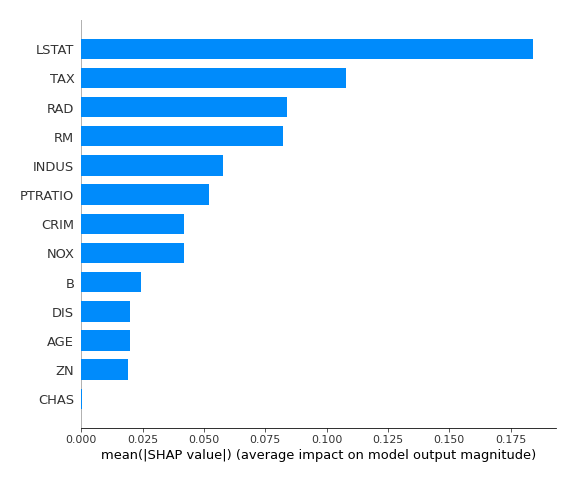 LSTAT
TAX
RAD
RM
INDUS
PTRATIO
CRIM
NOX
B
DIS
AGE
ZN
CHAS
0.000 0.025 0.050 0.075 0.100 0.125 0.150 0.175
mean(|SHAP value|) (average impact on model output magnitude)